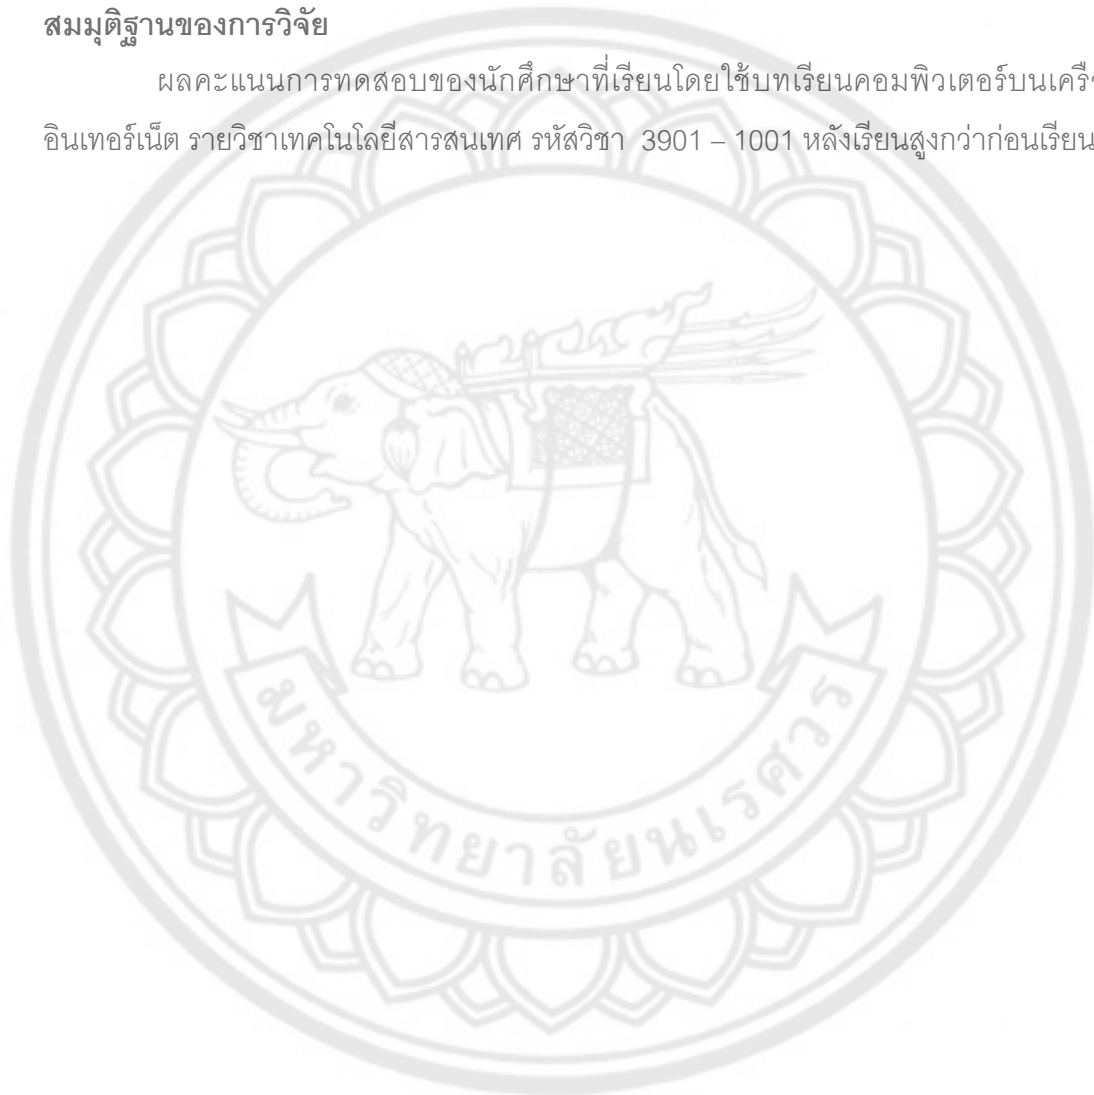 สมมุติฐานของการวิจัย
ผลคะแนนการทดสอบของนักศึกษาที่เรียนโดยใช้บทเรียนคอมพิวเตอร์บน
อินเทอร์เน็ต รายวิชาเทคโนโลยีสารสนเทศ รหัสวิชา 3901 – 1001 หลังเรียนสูงกว่าก่อนเรียน
มหาวิทยาลัยนเรศวร